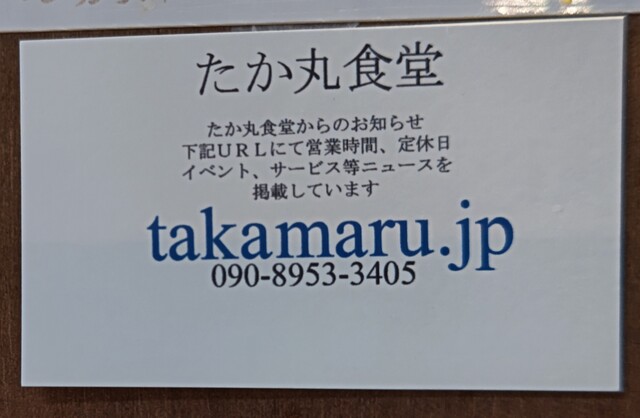 たか丸食堂
たか丸食堂からのお知らせ
下記ＵＲＬにて営業時間、定休日
イベント、サービス等ニュースを
掲載しています
takamaru.jp
090-8953-3405